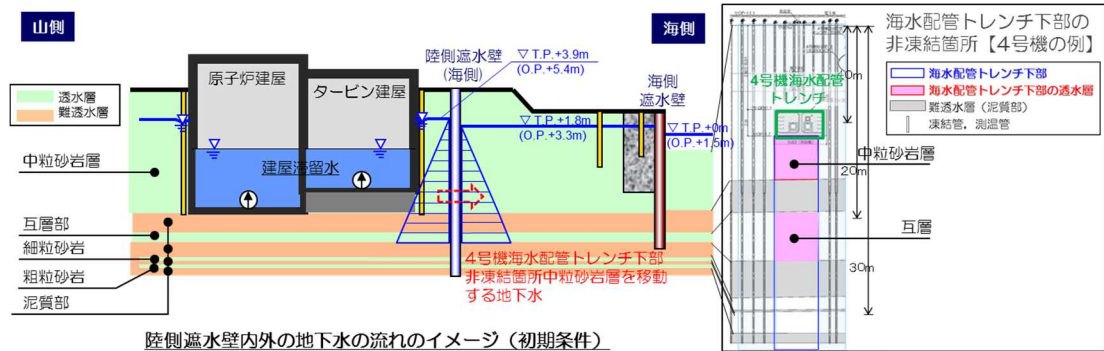 山側
海側
透水層
難透水層
原子炉建屋
タービン建屋
建屋滞留水
陸側遮水壁
(海側)
▽T.P.+3.9m
(O.P.+5.4m)
▽T.P.+1.8m
(O.P.+3.3m)
海側
遮水壁
▽T.P.+0m
(O.P.+1.5m)
中粒砂岩層
互層部
細粒砂岩
粗粒砂岩
泥質部
4号機海水配管トレンチ下部
非凍結箇所中粒砂岩層を移動
する地下水
陸側遮水壁内外の地下水の流れのイメージ(初期条件)
海水配管トレンチ下部の
非凍結箇所【4号機の例】
海水配管トレンチ下部
海水配管トレンチ下部の透水層
難透水層(泥質部)
凍結管,測温管
4号機海水配管
トレンチ
中粒砂岩層
20m
互層
30m